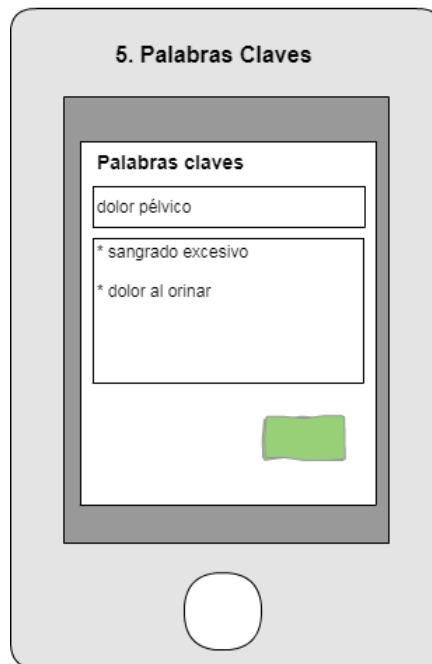 5. Palabras Claves
Palabras claves
dolor pélvico
* sangrado excesivo
* dolor al orinar